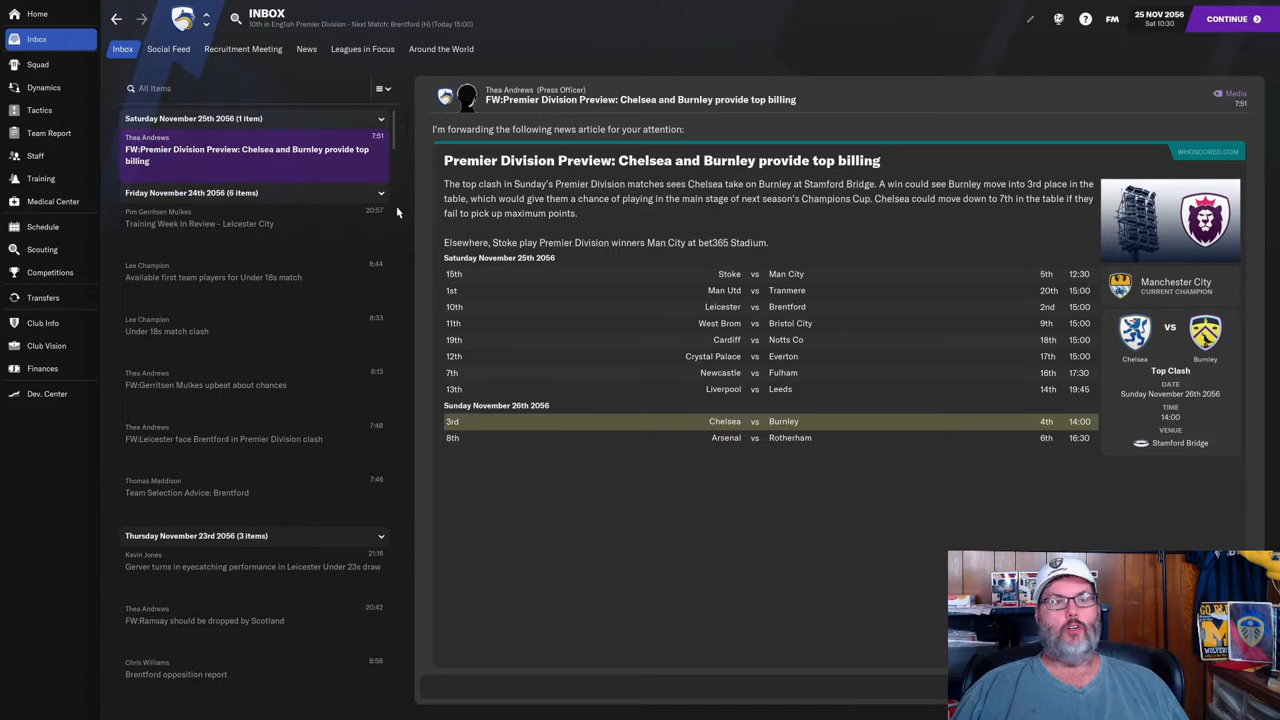 Home
INBOX
10th in English Premier Division - Next Match: Brentford (H) (Today 15:00)
FM
25 NOV 2056
Sat 10:30
CONTINUE
Inbox
Squad
Dynamics
Tactics
Team Report
Staff
Training
Medical Center
Schedule
Scouting
Competitions
Transfers
Club Info
Club Vision
Finances
Dev. Center
Inbox Social Feed Recruitment Meeting News Leagues in Focus Around the World
All Items
Saturday November 25th 2056 (1 item)
Thea Andrews 7:51
FW:Premier Division Preview: Chelsea and Burnley provide top
billing
Friday November 24th 2056 (6 items)
Pim Gerritsen Mulkes 20:57
Training Week In Review - Leicester City
Lee Champion 8:44
Available first team players for Under 18s match
Lee Champion 8:33
Under 18s match clash
Thea Andrews 8:13
FW:Gerritsen Mulkes upbeat about chances
Thea Andrews 7:48
FW:Leicester face Brentford in Premier Division clash
Thomas Maddison 7:46
Team Selection Advice: Brentford
Thursday November 23rd 2056 (3 items)
Kevin Jones 21:16
Gerver turns in eyecatching performance in Leicester Under 23s draw
Thea Andrews 20:42
FW:Ramsay should be dropped by Scotland
Chris Williams 8:58
Brentford opposition report
Thea Andrews (Press Officer)
FW:Premier Division Preview: Chelsea and Burnley provide top billing
Media
7:51
I'm forwarding the following news article for your attention:
WHOSCORED.COM
Premier Division Preview: Chelsea and Burnley provide top billing
The top clash in Sunday's Premier Division matches sees Chelsea take on Burnley at Stamford Bridge. A win could see Burnley move into 3rd place in the
table, which would give them a chance of playing in the main stage of next season's Champions Cup. Chelsea could move down to 7th in the table if they
fail to pick up maximum points.
Elsewhere, Stoke play Premier Division winners Man City at bet365 Stadium.
Saturday November 25th 2056
15th Stoke vs Man City 5th 12:30
1st Man Utd vs Tranmere 20th 15:00
10th Leicester vs Brentford 2nd 15:00
11th West Brom vs Bristol City 9th 15:00
19th Cardiff vs Notts Co 18th 15:00
12th Crystal Palace vs Everton 17th 15:00
7th Newcastle vs Fulham 16th 17:30
13th Liverpool vs Leeds 14th 19:45
Sunday November 26th 2056
3rd Chelsea vs Burnley 4th 14:00
8th Arsenal vs Rotherham 6th 16:30
Manchester City
CURRENT CHAMPION
VS
Chelsea Burnley
Top Clash
DATE
Sunday November 26th 2056
TIME
14:00
VENUE
Stamford Bridge
GO BL
M
WOLVERINES